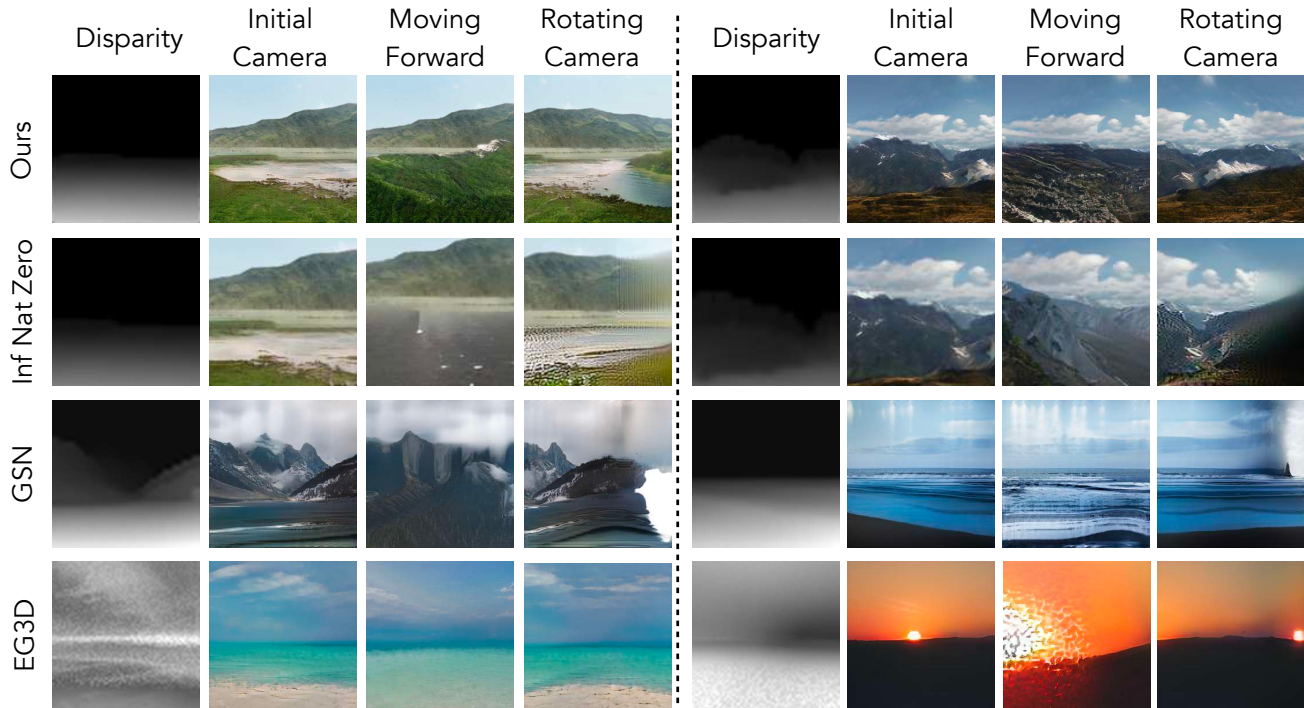 Disparity
Initial
Camera
Moving
Forward
Rotating
Camera
Disparity
Initial
Camera
Moving
Forward
Rotating
Camera
Ours
Inf Nat Zero
GSN
EG3D